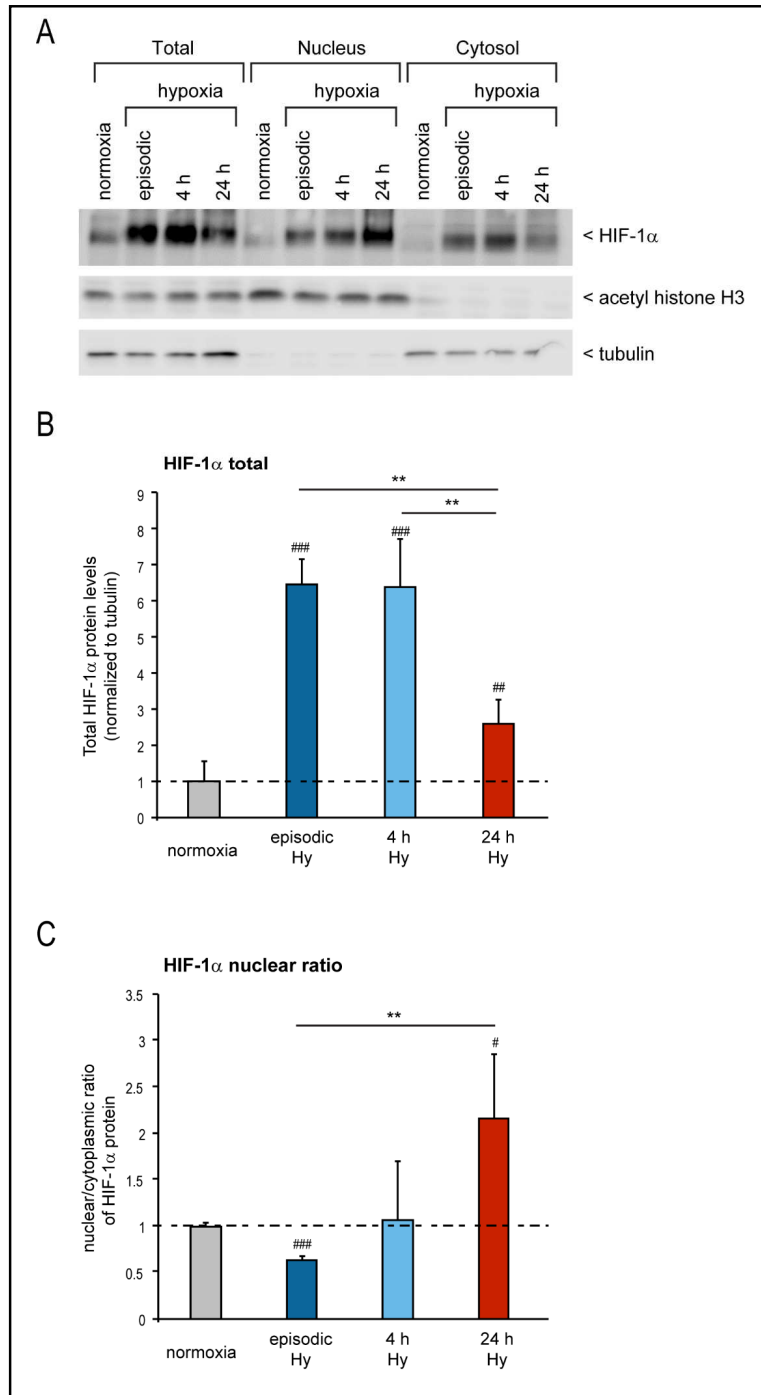 A
Total Nucleus Cytosol
hypoxia hypoxia hypoxia
normoxia episodic 4 h 24 h normoxia episodic 4 h 24 h normoxia episodic 4 h 24 h
< HIF-1α
< acetyl histone H3
< tubulin
B
HIF-1α total
**
**
9
8
7
6
5
4
3
2
1
0
Total HIF-1α protein levels
(normalized to tubulin)
###
###
##
normoxia episodic 4 h 24 h
Hy Hy Hy
C
HIF-1α nuclear ratio
**
3.5
3
2.5
2
1.5
1
0.5
0
nuclear/cytoplasmic ratio
of HIF-1α protein
###
#
normoxia episodic 4 h 24 h
Hy Hy Hy